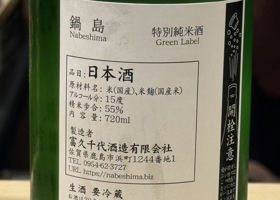 鍋島
Nabeshima
特別純米酒
Green Label
品目：日本酒
原材料名：米(国産)、米麹(国産米)
アルコール分：15度
精米歩合：55%
内容量：720ml
製造者
富久千代酒造有限会社
佐賀県鹿島市浜町1244番地1
TEL 0954-62-3727
URL https://nabeshima.biz
生酒 要冷蔵
開栓注意